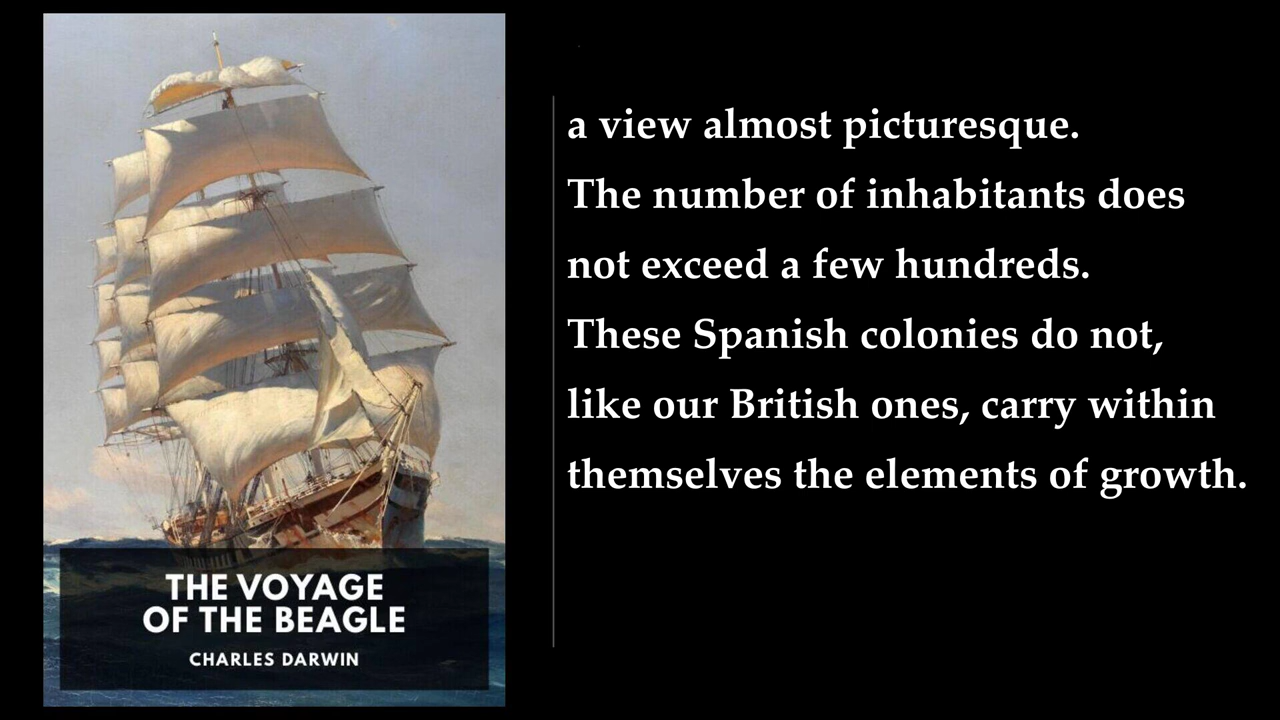 THE VOYAGE
OF THE BEAGLE
CHARLES DARWIN
a view almost picturesque.
The number of inhabitants does
not exceed a few hundreds.
These Spanish colonies do not,
like our British ones, carry within
themselves the elements of growth.